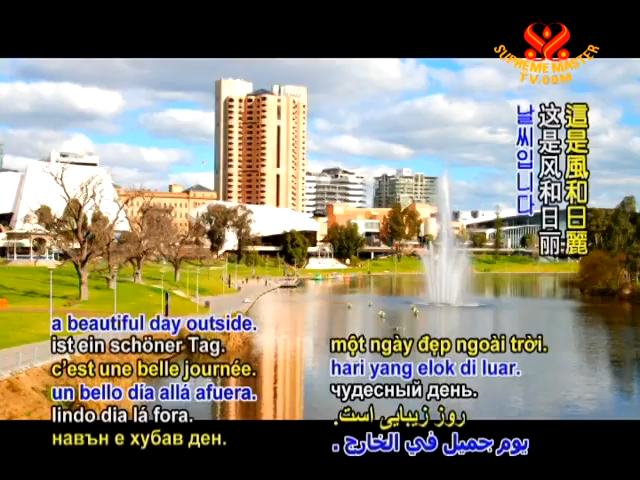 SUPREME MASTER
TV.COM
這是風和日麗
这是风和日丽
날씨입니다
a beautiful day outside.
ist ein schöner Tag.
c'est une belle journée.
un bello día allá afuera.
lindo dia lá fora.
навън е хубав ден.
một ngày đẹp ngoài trời.
hari yang elok di luar.
чудесный день.
روز زیبایی است.
يوم جميل في الخارج .